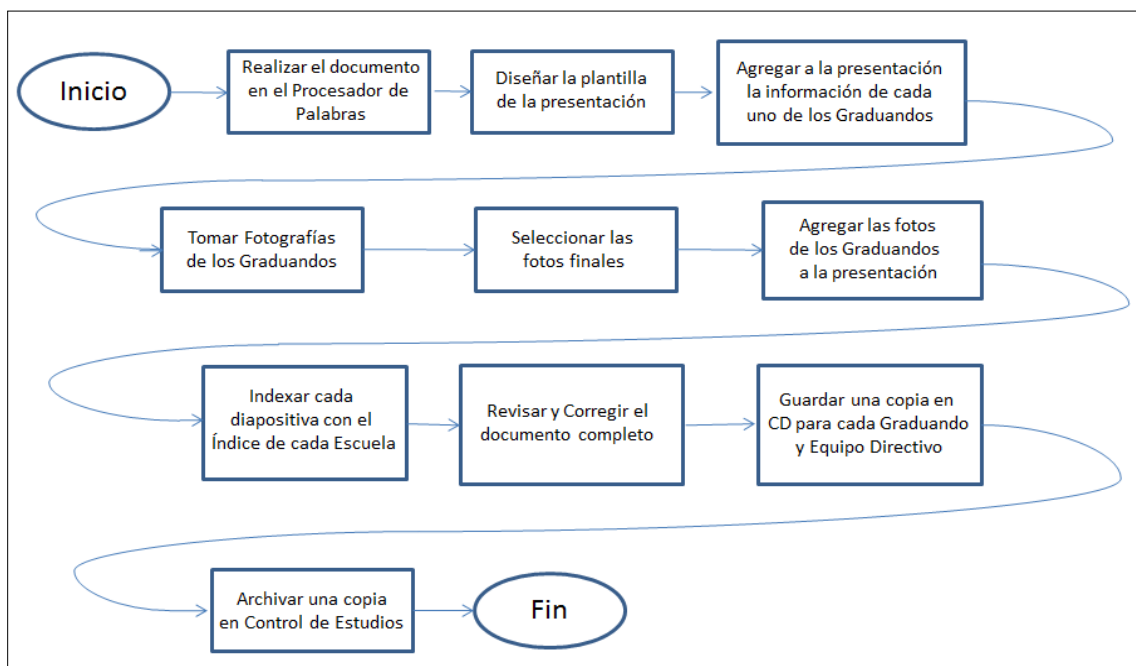 Inicio
Realizar el documento
en el Procesador de
Palabras
Diseñar la plantilla
de la presentación
Agregar a la presentación
la información de cada
uno de los Graduandos
Tomar Fotografías
de los Graduandos
Seleccionar las
fotos finales
Agregar las fotos
de los Graduandos
a la presentación
Indexar cada
diapositiva con el
Índice de cada Escuela
Revisar y Corregir el
documento completo
Guardar una copia en
CD para cada Graduando
y Equipo Directivo
Archivar una copia
en Control de Estudios
Fin